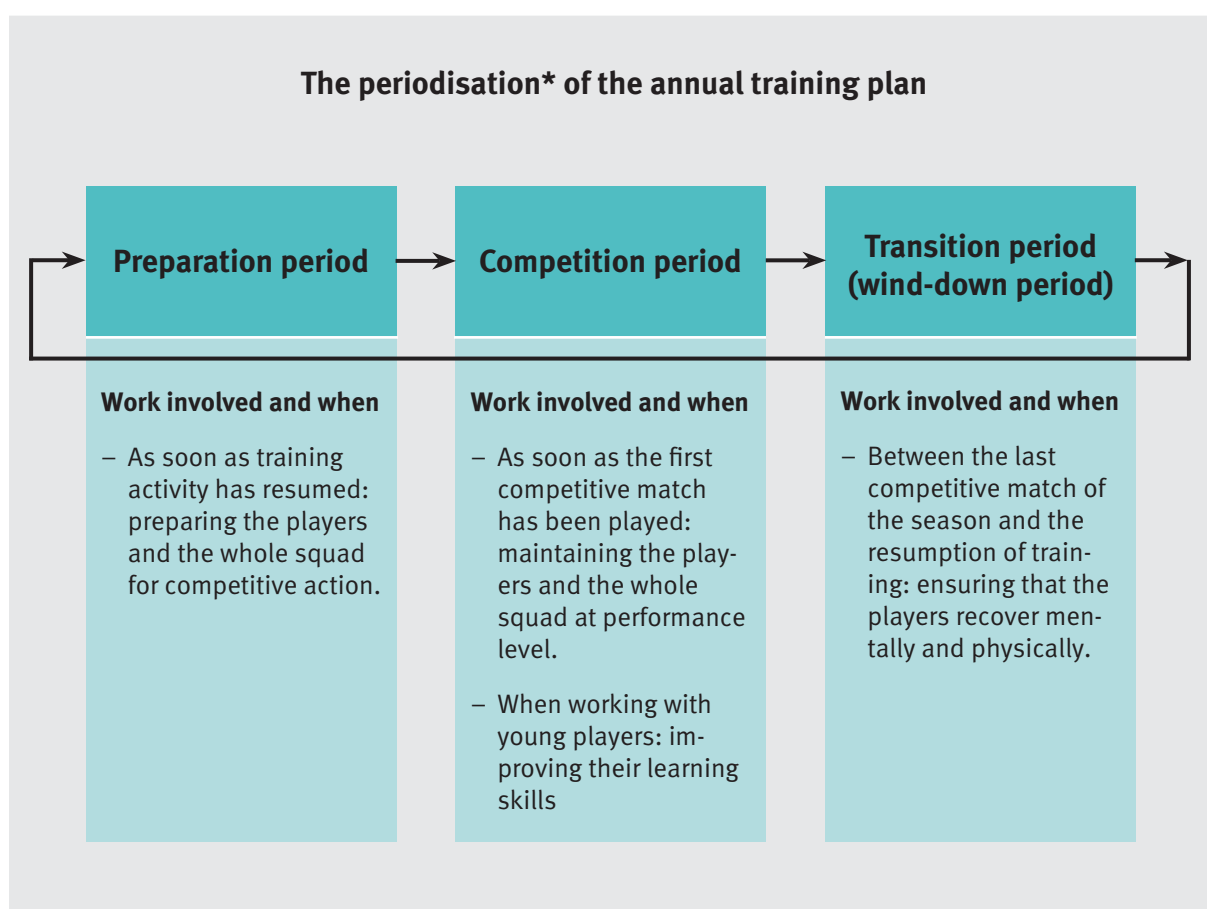 The periodisation* of the annual training plan
Preparation period
Competition period
Transition period
(wind-down period)
Work involved and when
– As soon as training
activity has resumed:
preparing the players
and the whole squad
for competitive action.
Work involved and when
– As soon as the first
competitive match
has been played:
maintaining the play-
ers and the whole
squad at performance
level.
– When working with
young players: im-
proving their learning
skills
Work involved and when
– Between the last
competitive match of
the season and the
resumption of train-
ing: ensuring that the
players recover men-
tally and physically.